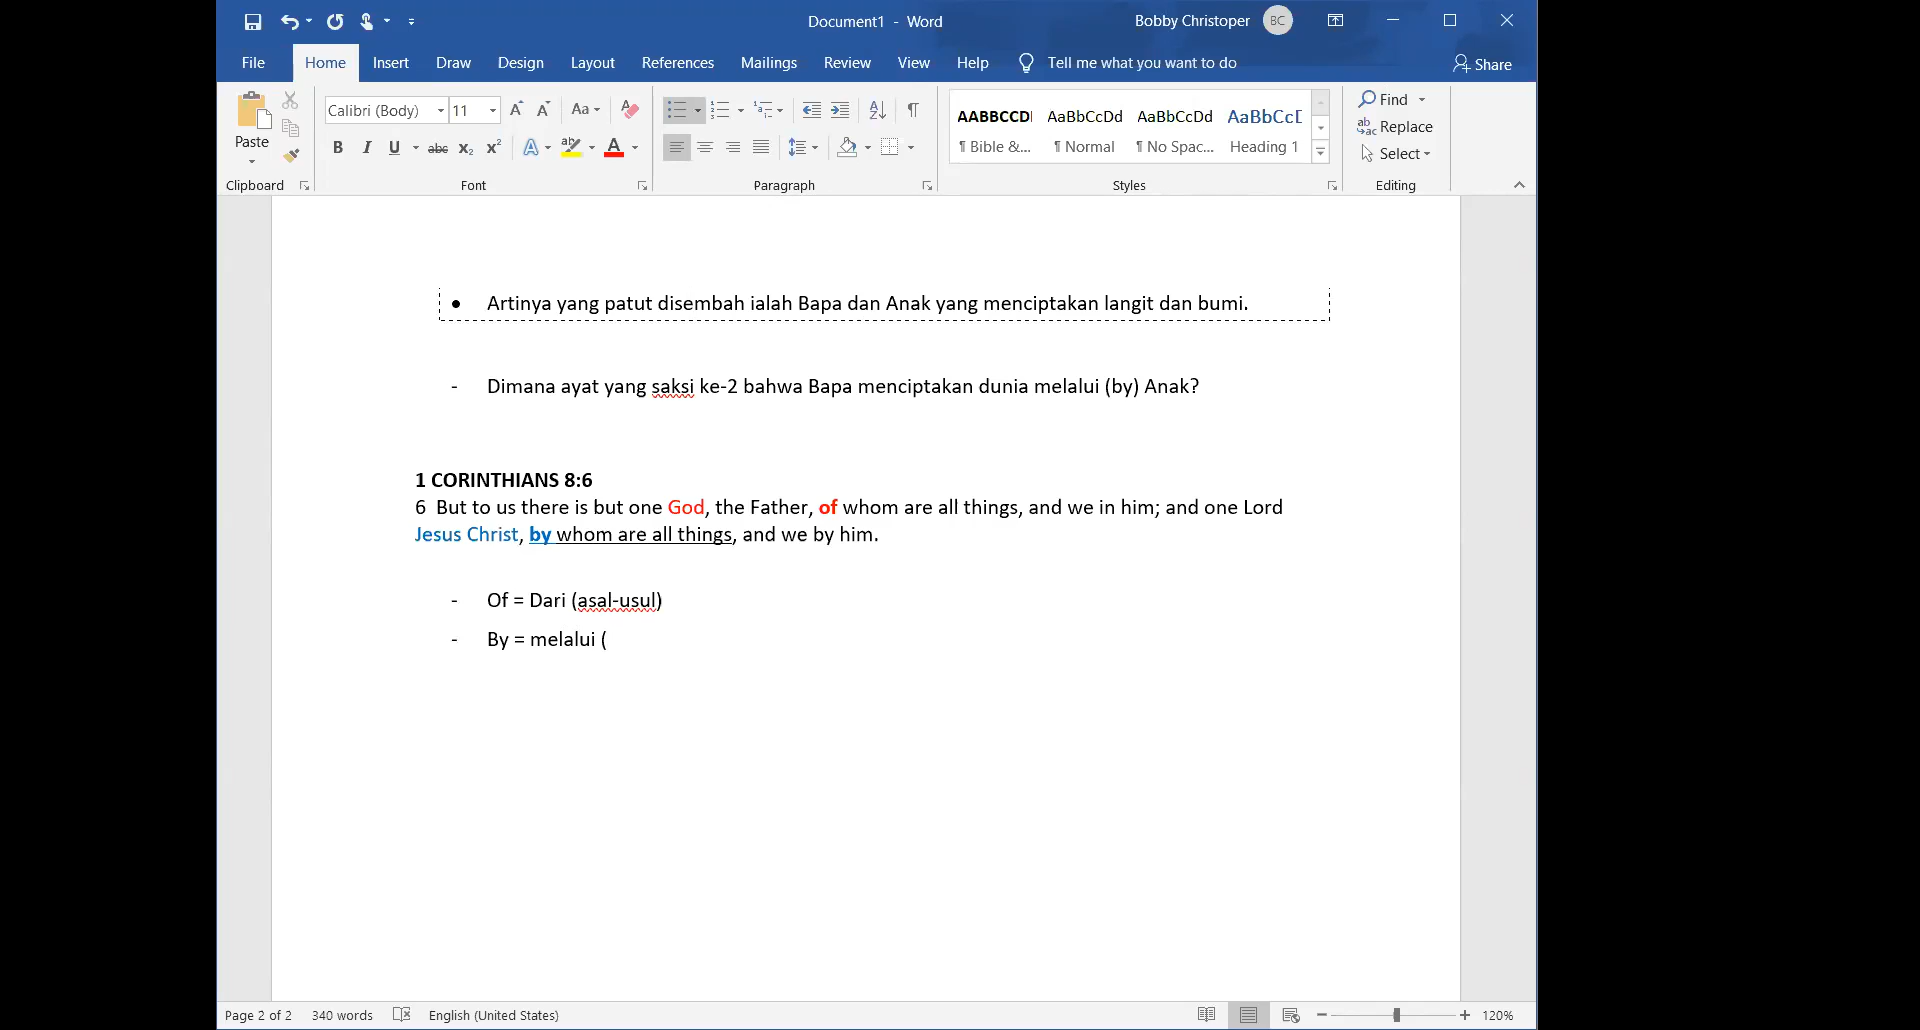 Document1 - Word
Bobby Christoper
BC
File Home Insert Draw Design Layout References Mailings Review View Help Tell me what you want to do Share
Paste
Clipboard
Calibri (Body) 11 Aa
B I U abc x₂ x² A ab A
Font
Paragraph
AABBCCDI AaBbCcDd AaBbCcDd AaBbCcD
¶ Bible &... ¶ Normal ¶ No Spac... Heading 1
Styles
Find
Replace
Select
Editing
• Artinya yang patut disembah ialah Bapa dan Anak yang menciptakan langit dan bumi.
- Dimana ayat yang saksi ke-2 bahwa Bapa menciptakan dunia melalui (by) Anak?
1 CORINTHIANS 8:6
6 But to us there is but one God, the Father, of whom are all things, and we in him; and one Lord
Jesus Christ, by whom are all things, and we by him.
- Of = Dari (asal-usul)
- By = melalui (
Page 2 of 2 340 words English (United States) 120%